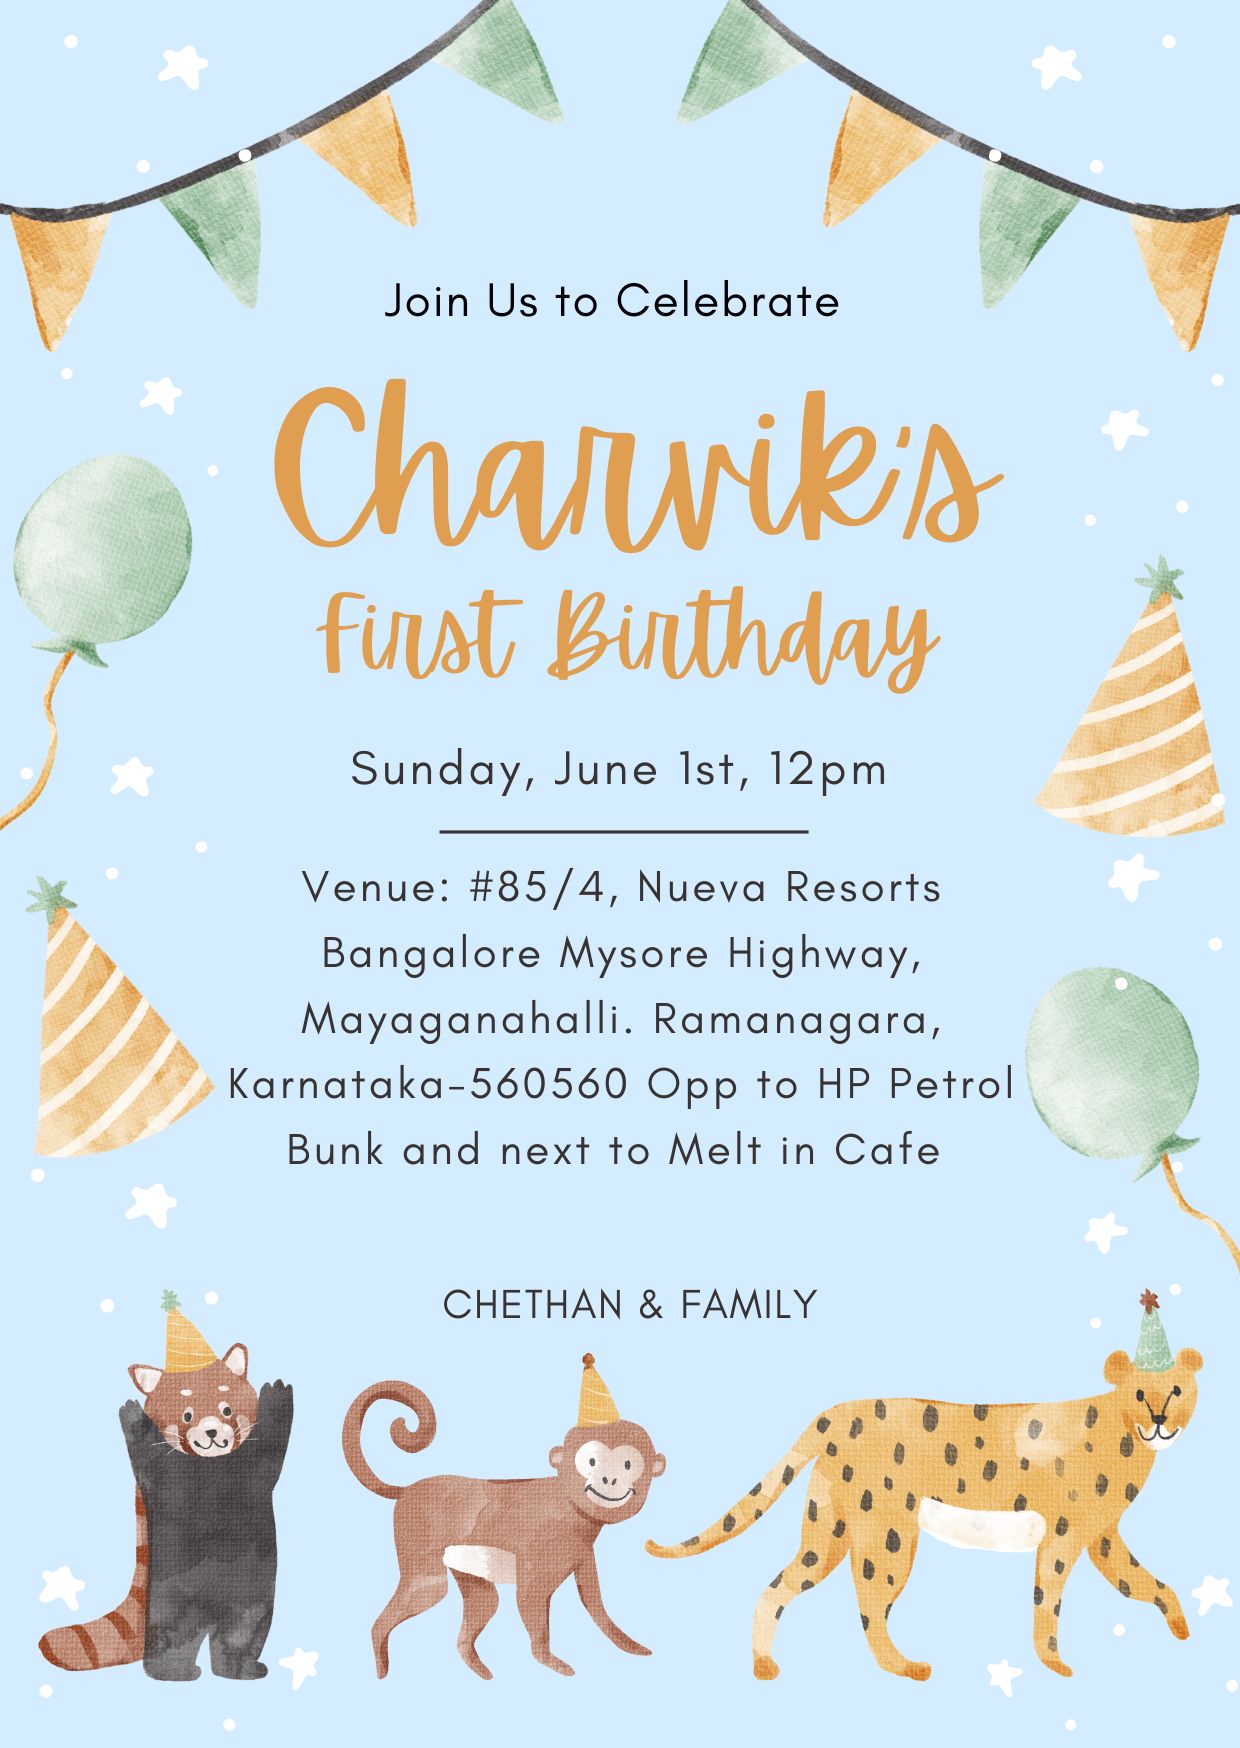 Join Us to Celebrate
Charvik's
First Birthday
Sunday, June 1st, 12pm
Venue: #85/4, Nueva Resorts
Bangalore Mysore Highway,
Mayaganahalli. Ramanagara,
Karnataka-560560 Opp to HP Petrol
Bunk and next to Melt in Cafe
CHETHAN & FAMILY